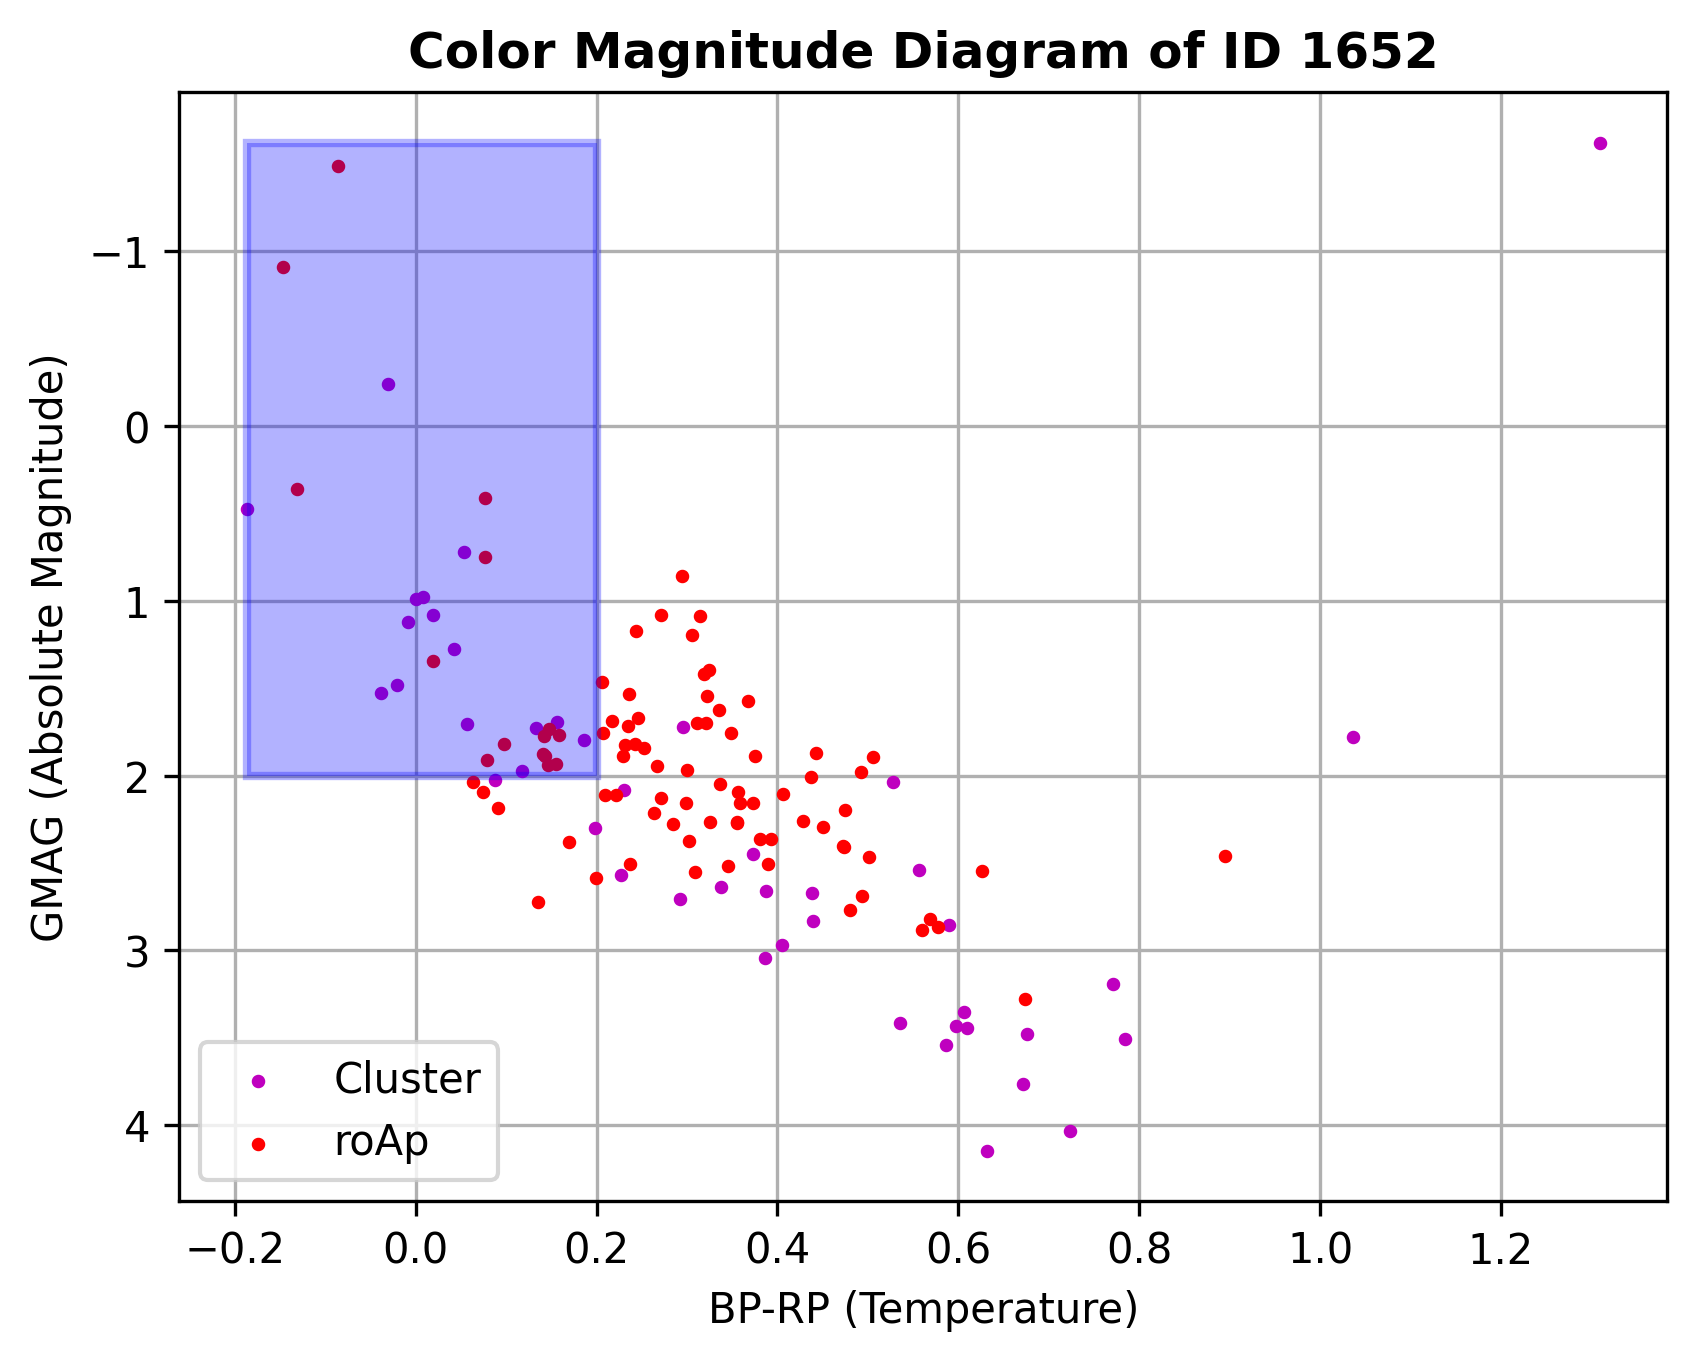 Color Magnitude Diagram of ID 1652
GMAG (Absolute Magnitude)
−1
0
1
2
3
4
Cluster
roAp
−0.2 0.0 0.2 0.4 0.6 0.8 1.0 1.2
BP-RP (Temperature)